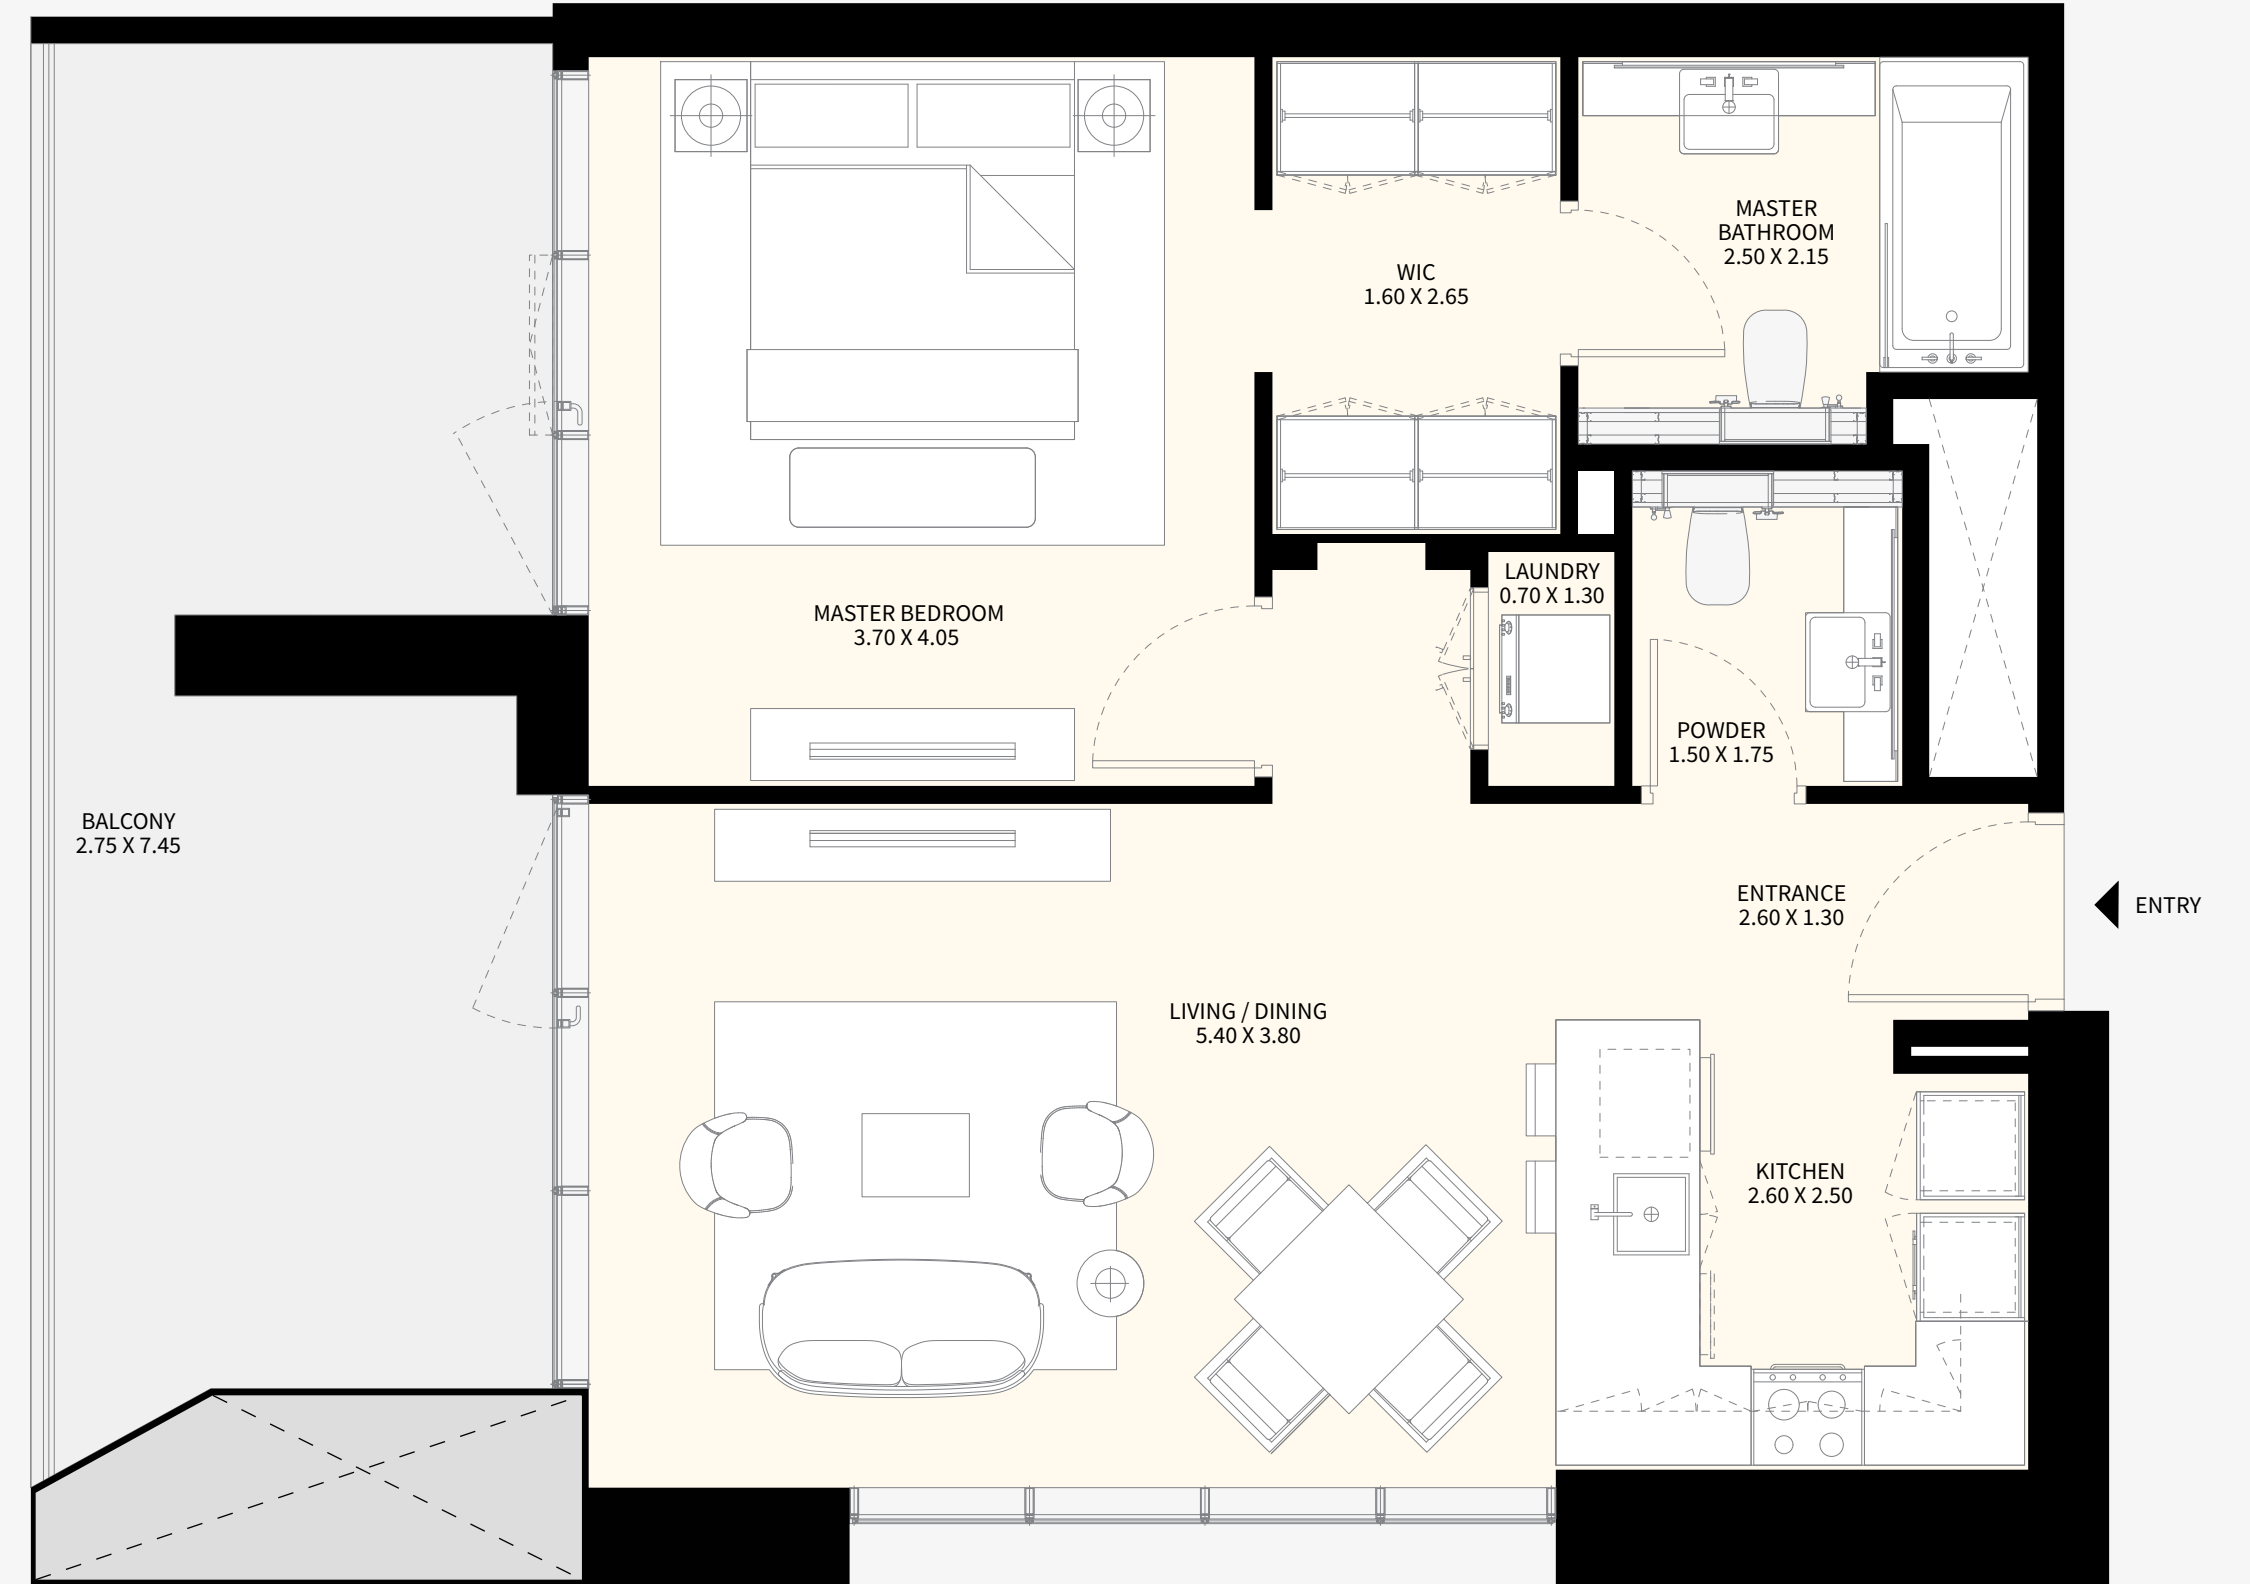 MASTER
BATHROOM
2.50 X 2.15
WIC
1.60 X 2.65
LAUNDRY
0.70 X 1.30
MASTER BEDROOM
3.70 X 4.05
POWDER
1.50 X 1.75
BALCONY
2.75 X 7.45
ENTRANCE
2.60 X 1.30
ENTRY
LIVING / DINING
5.40 X 3.80
KITCHEN
2.60 X 2.50